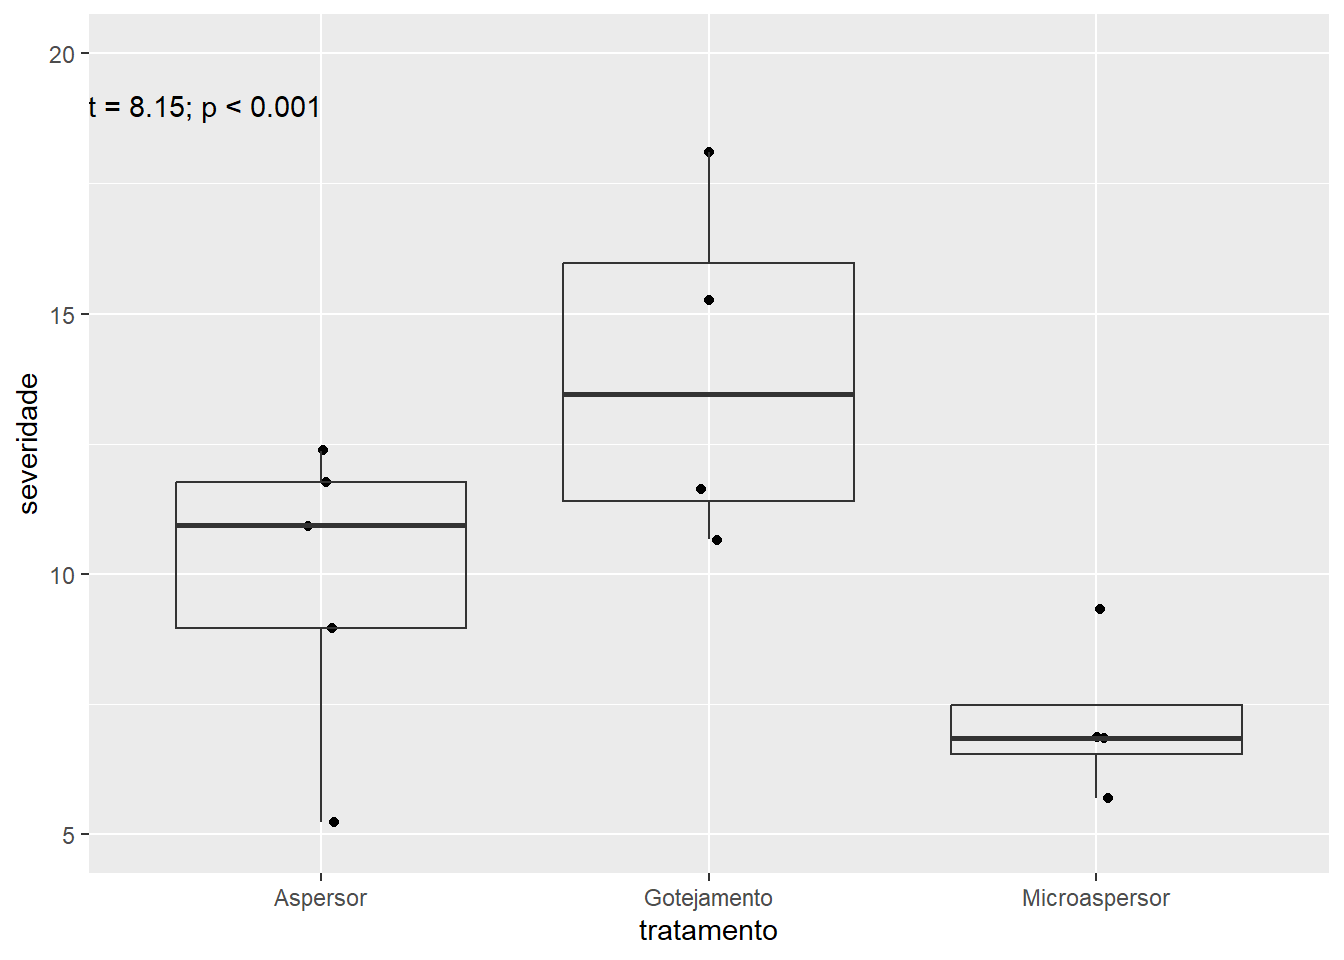 20
t = 8.15; p < 0.001
15
severidade
10
5
Aspersor Gotejamento Microaspersor
tratamento